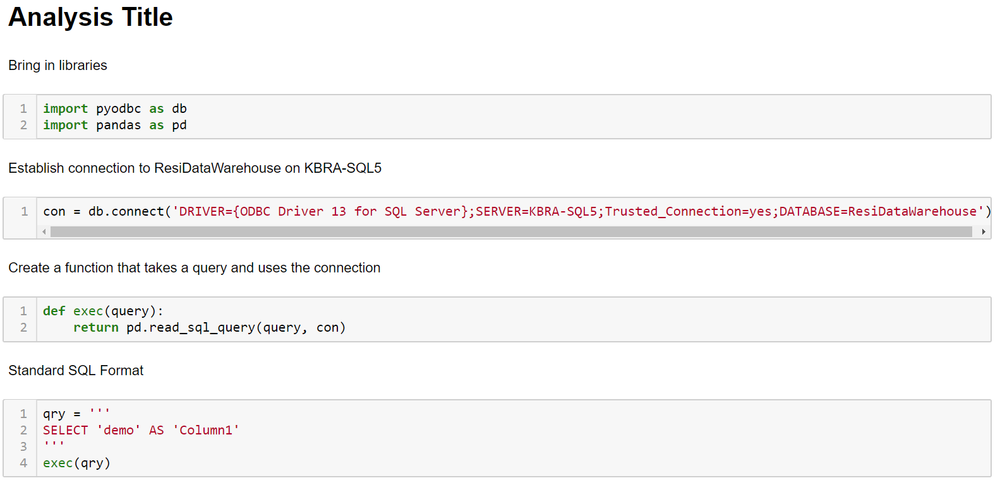 Analysis Title
Bring in libraries
1 import pyodbc as db
2 import pandas as pd
Establish connection to ResiDataWarehouse on KBRA-SQL5
1 con = db.connect('DRIVER={ODBC Driver 13 for SQL Server};SERVER=KBRA-SQL5;Trusted_Connection=yes;DATABASE=ResiDataWarehouse')
Create a function that takes a query and uses the connection
1 def exec(query):
2     return pd.read_sql_query(query, con)
Standard SQL Format
1 qry = '''
2 SELECT 'demo' AS 'Column1'
3 '''
4 exec(qry)